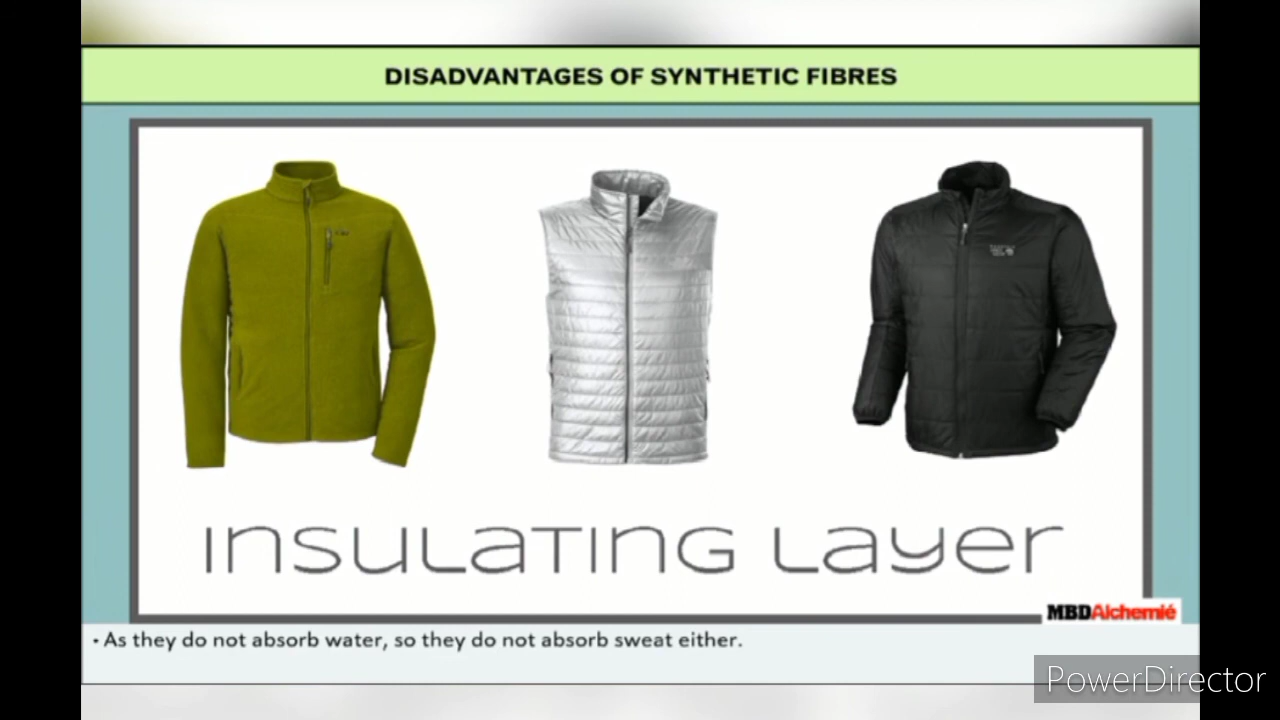 DISADVANTAGES OF SYNTHETIC FIBRES
INSULATING LAYER
MBDAlchemié
• As they do not absorb water, so they do not absorb sweat either.
PowerDirector